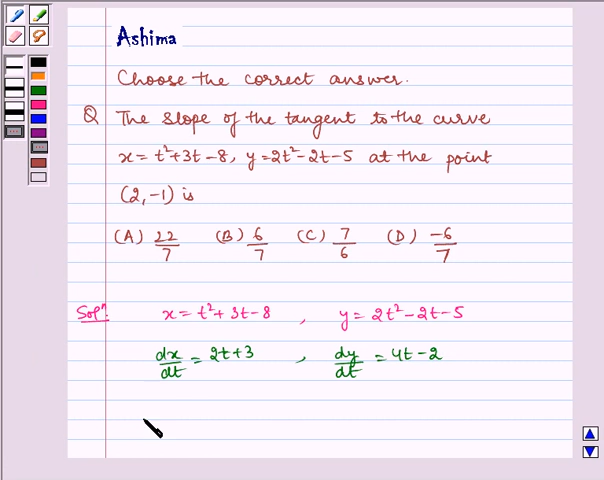 Ashima
Choose the correct answer.
Q The slope of the tangent to the curve
x = t²+3t-8, y = 2t²-2t-5 at the point
(2,-1) is
(A) 22/7 (B) 6/7 (C) 7/6 (D) -6/7
Solⁿ: x = t²+3t-8 , y = 2t²-2t-5
dx/dt = 2t+3 , dy/dt = 4t-2